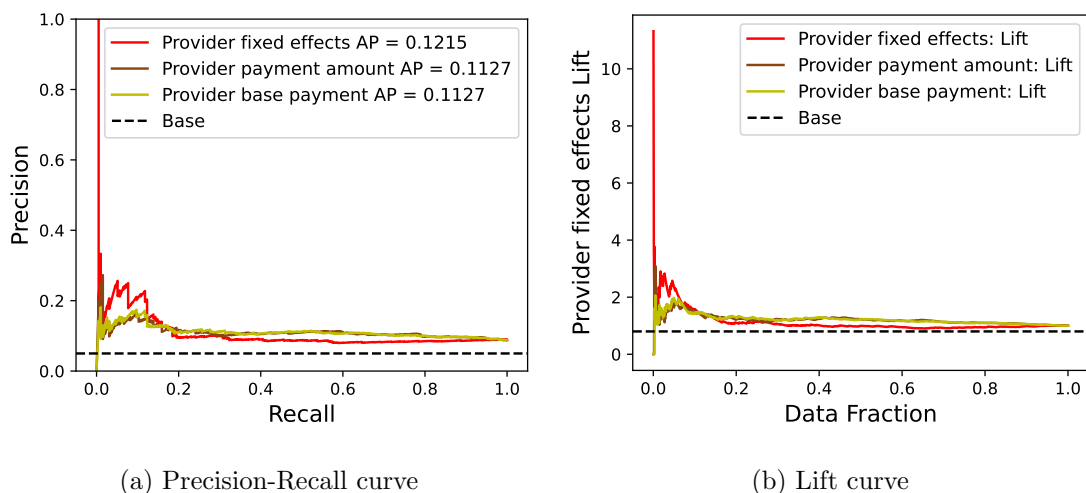 1.0
0.8
0.6
0.4
0.2
0.0
Precision
Provider fixed effects AP = 0.1215
Provider payment amount AP = 0.1127
Provider base payment AP = 0.1127
Base
0.0 0.2 0.4 0.6 0.8 1.0
Recall
(a) Precision-Recall curve
10
8
6
4
2
0
Provider fixed effects Lift
Provider fixed effects: Lift
Provider payment amount: Lift
Provider base payment: Lift
Base
0.0 0.2 0.4 0.6 0.8 1.0
Data Fraction
(b) Lift curve